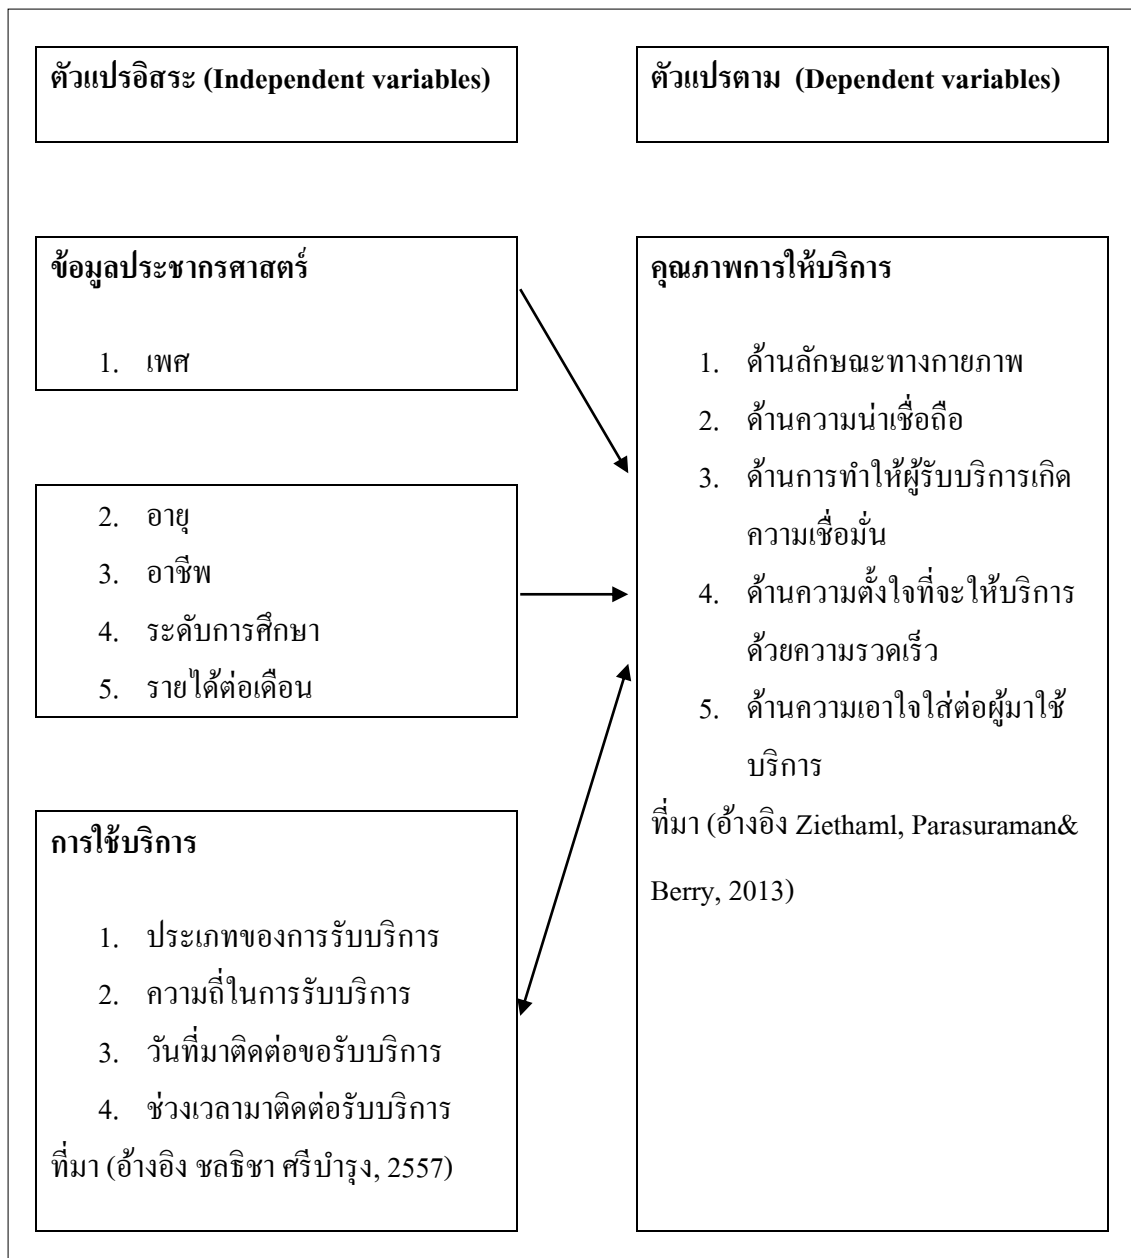 ตัวแปรอิสระ (Independent variables)
ตัวแปรตาม (Dependent variables)
ข้อมูลประชากรศาสตร์
1. เพศ
2. อายุ
3. อาชีพ
4. ระดับการศึกษา
5. รายได้ต่อเดือน
การใช้บริการ
1. ประเภทของการรับบริการ
2. ความถี่ในการรับบริการ
3. วันที่มาติดต่อขอรับบริการ
4. ช่วงเวลามาติดต่อรับบริการ
ที่มา (อ้างอิง ชลธิชา ศรีบำรุง, 2557)
คุณภาพการให้บริการ
1. ด้านลักษณะทางกายภาพ
2. ด้านความน่าเชื่อถือ
3. ด้านการทำให้ผู้รับบริการเกิด
ความเชื่อมั่น
4. ด้านความตั้งใจที่จะให้บริการ
ด้วยความรวดเร็ว
5. ด้านความเอาใจใส่ต่อผู้มาใช้
บริการ
ที่มา (อ้างอิง Ziethaml, Parasuraman&
Berry, 2013)